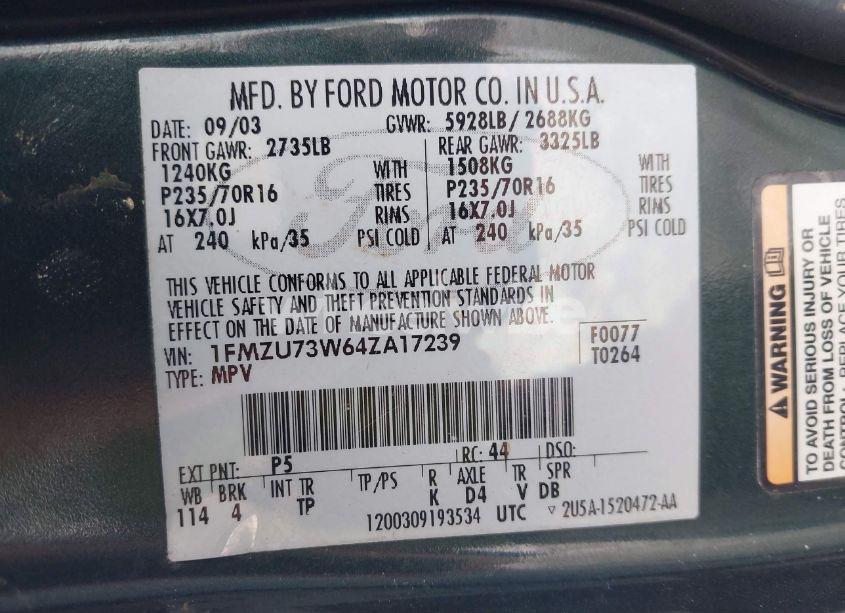 MFD. BY FORD MOTOR CO. IN U.S.A.
DATE: 09/03 GVWR: 5928LB / 2688KG
FRONT GAWR: 2735LB REAR GAWR: 3325LB
1240KG WITH 1508KG WITH
P235/70R16 TIRES P235/70R16 TIRES
16X7.0J RIMS 16X7.0J RIMS
AT 240 kPa/35 PSI COLD AT 240 kPa/35 PSI COLD
Ford
THIS VEHICLE CONFORMS TO ALL APPLICABLE FEDERAL MOTOR
VEHICLE SAFETY AND THEFT PREVENTION STANDARDS IN
EFFECT ON THE DATE OF MANUFACTURE SHOWN ABOVE.
VIN: 1FMZU73W64ZA17239 F0077
TYPE: MPV T0264
EXT PNT: P5 RC: 44 DSO:
WB BRK INT TR TP/PS R AXLE TR SPR
114 4 TP K D4 V DB
1200309193534 UTC 2U5A-1520472-AA
WARNING
TO AVOID SERIOUS INJURY OR
DEATH FROM LOSS OF VEHICLE
CONTROL, REPLACE YOUR TIRES